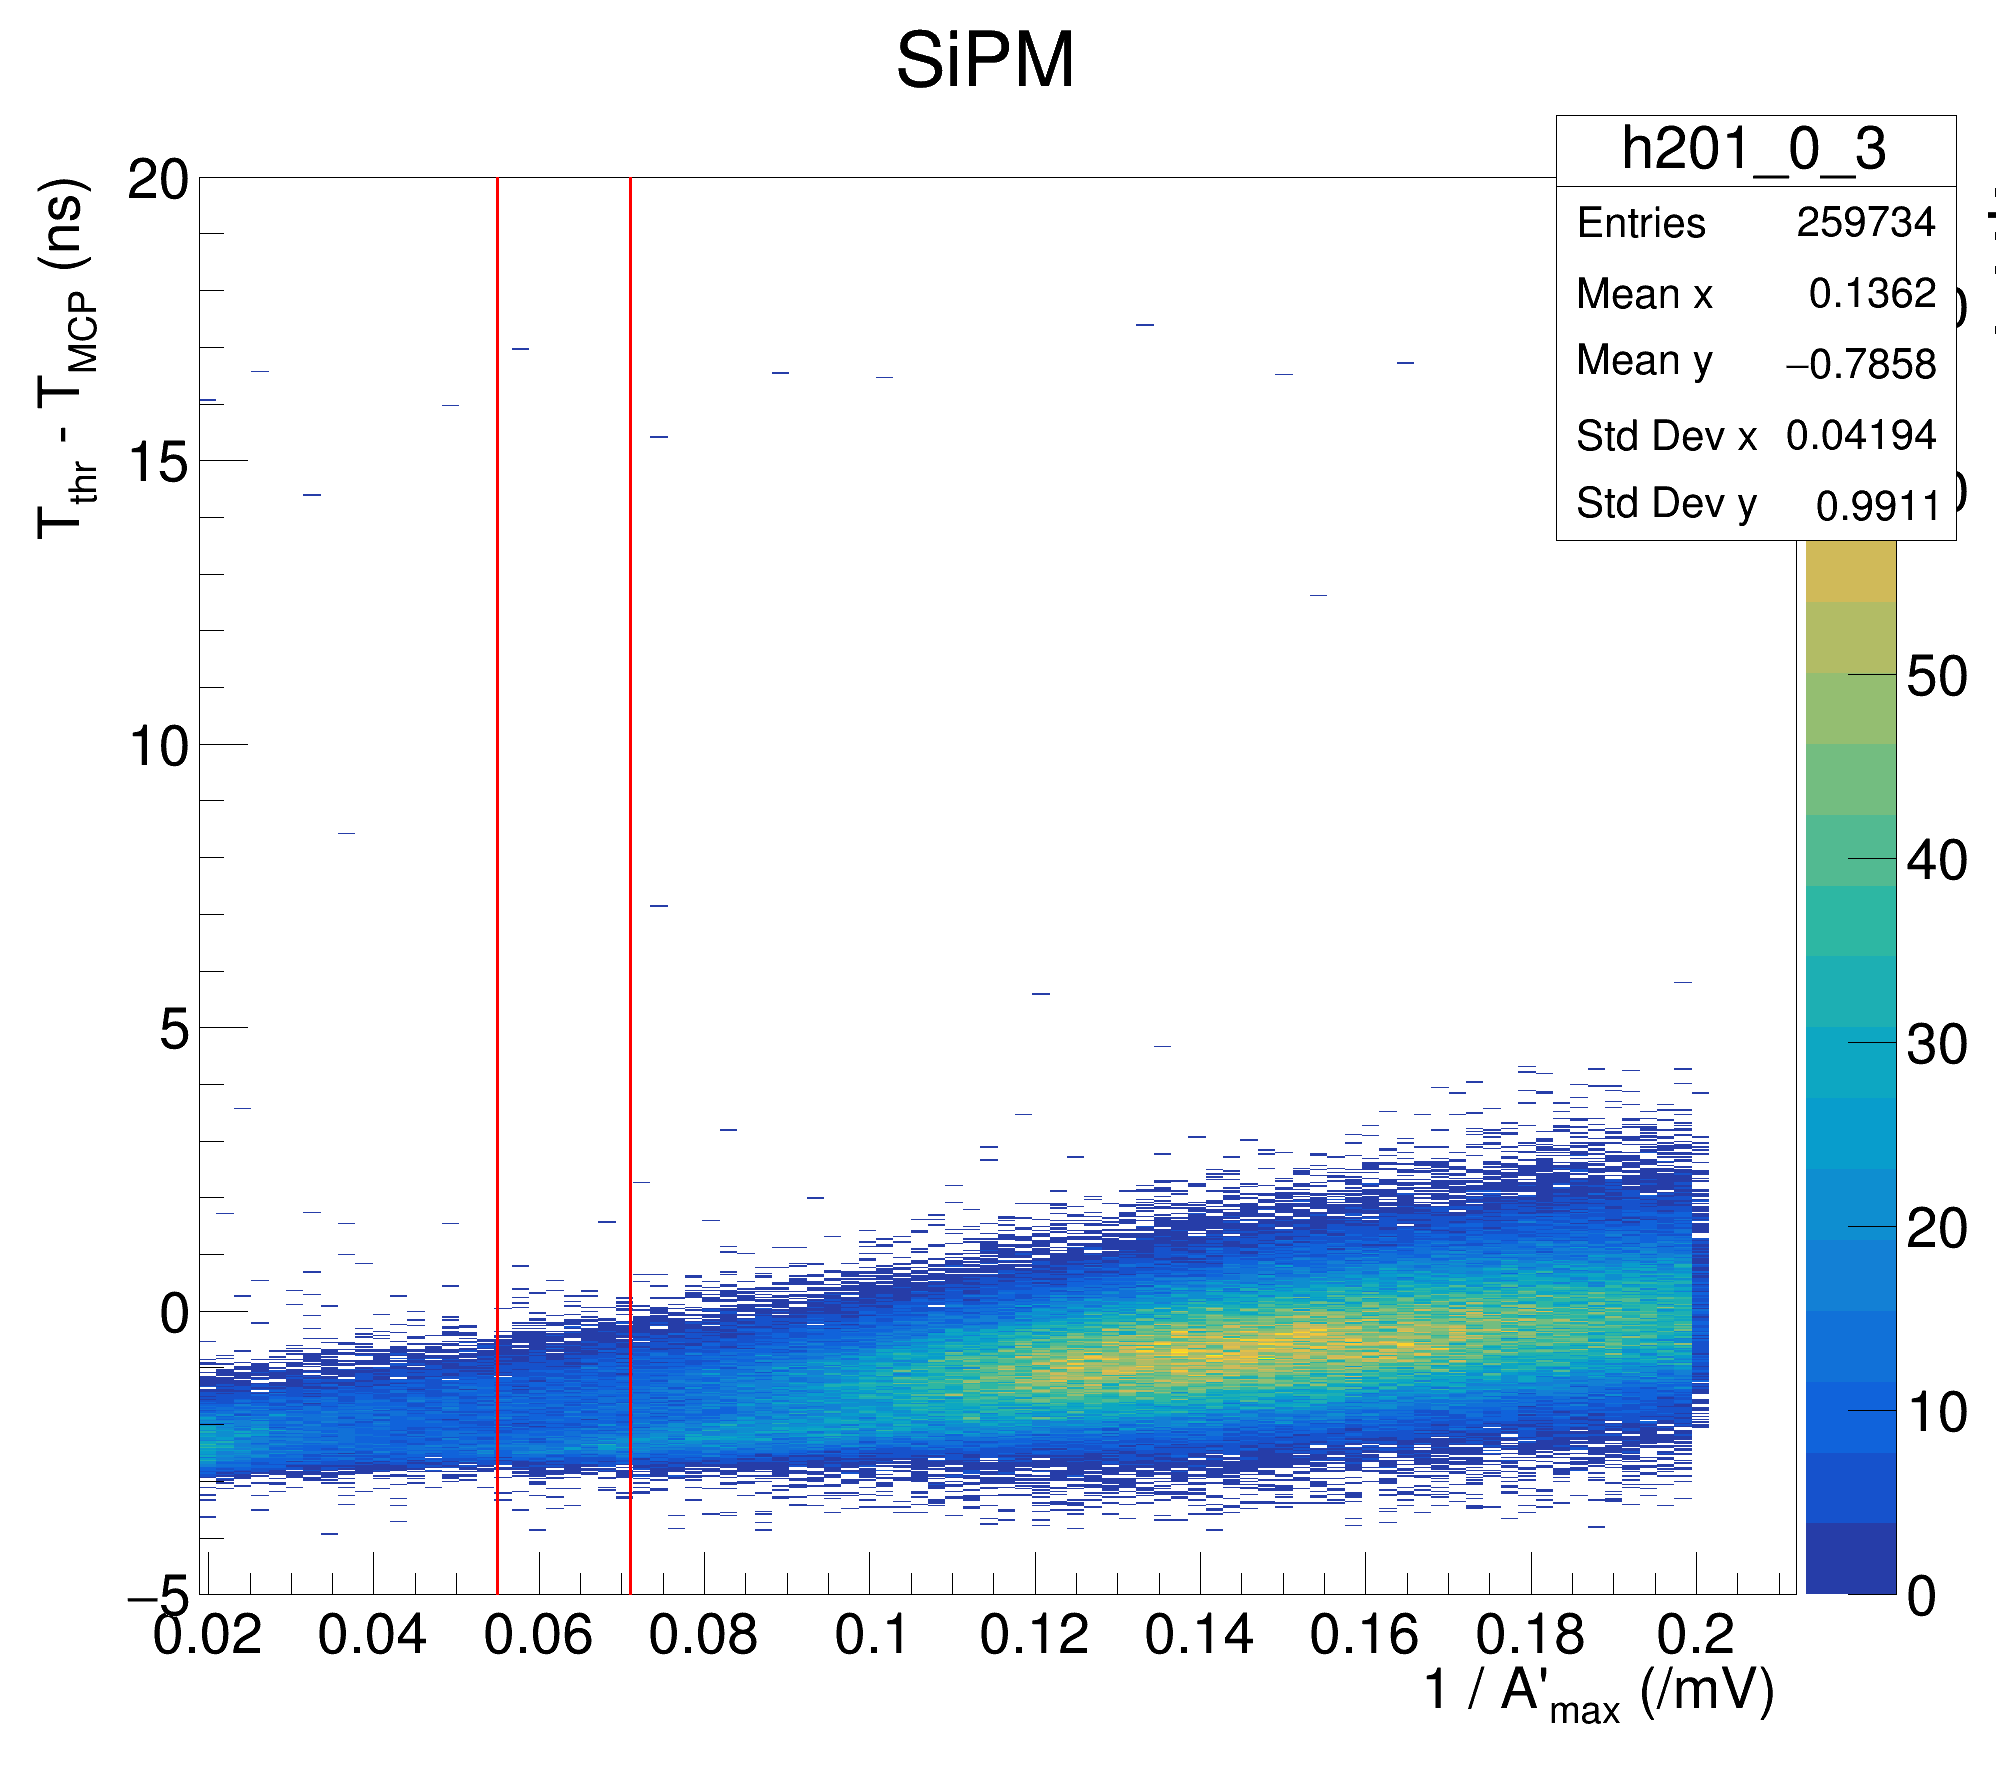 SiPM
h201_0_3
Entries 259734
Mean x 0.1362
Mean y −0.7858
Std Dev x 0.04194
Std Dev y 0.9911
T_thr - T_MCP (ns)
20
15
10
5
0
−5
0.02 0.04 0.06 0.08 0.1 0.12 0.14 0.16 0.18 0.2
1 / A'_max (/mV)
50
40
30
20
10
0